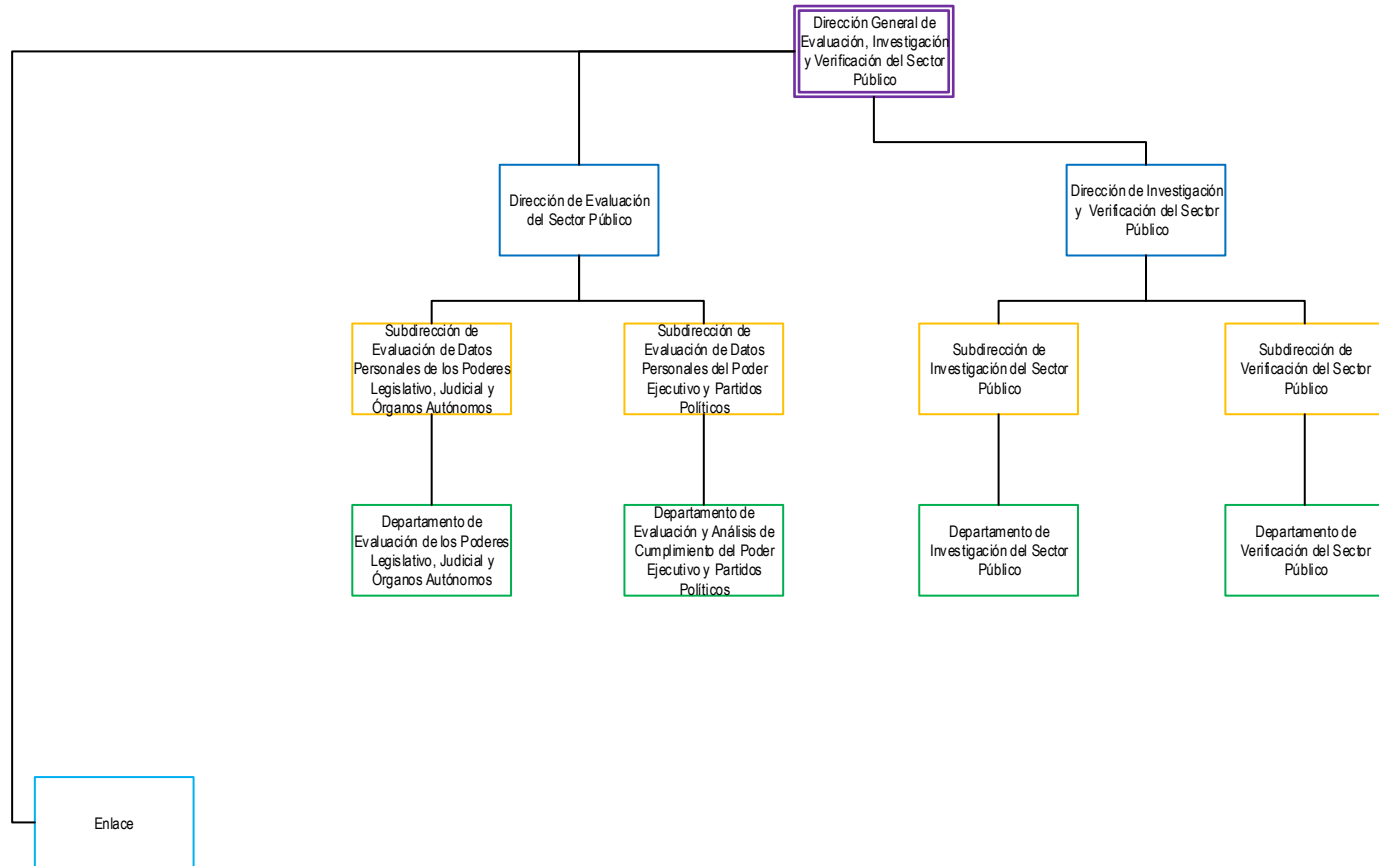 Dirección General de
Evaluación, Investigación
y Verificación del Sector
Público
Dirección de Evaluación
del Sector Público
Dirección de Investigación
y Verificación del Sector
Público
Subdirección de
Evaluación de Datos
Personales de los Poderes
Legislativo, Judicial y
Órganos Autónomos
Subdirección de
Evaluación de Datos
Personales del Poder
Ejecutivo y Partidos
Políticos
Subdirección de
Investigación del Sector
Público
Subdirección de
Verificación del Sector
Público
Departamento de
Evaluación de los Poderes
Legislativo, Judicial y
Órganos Autónomos
Departamento de
Evaluación y Análisis de
Cumplimiento del Poder
Ejecutivo y Partidos
Políticos
Departamento de
Investigación del Sector
Público
Departamento de
Verificación del Sector
Público
Enlace